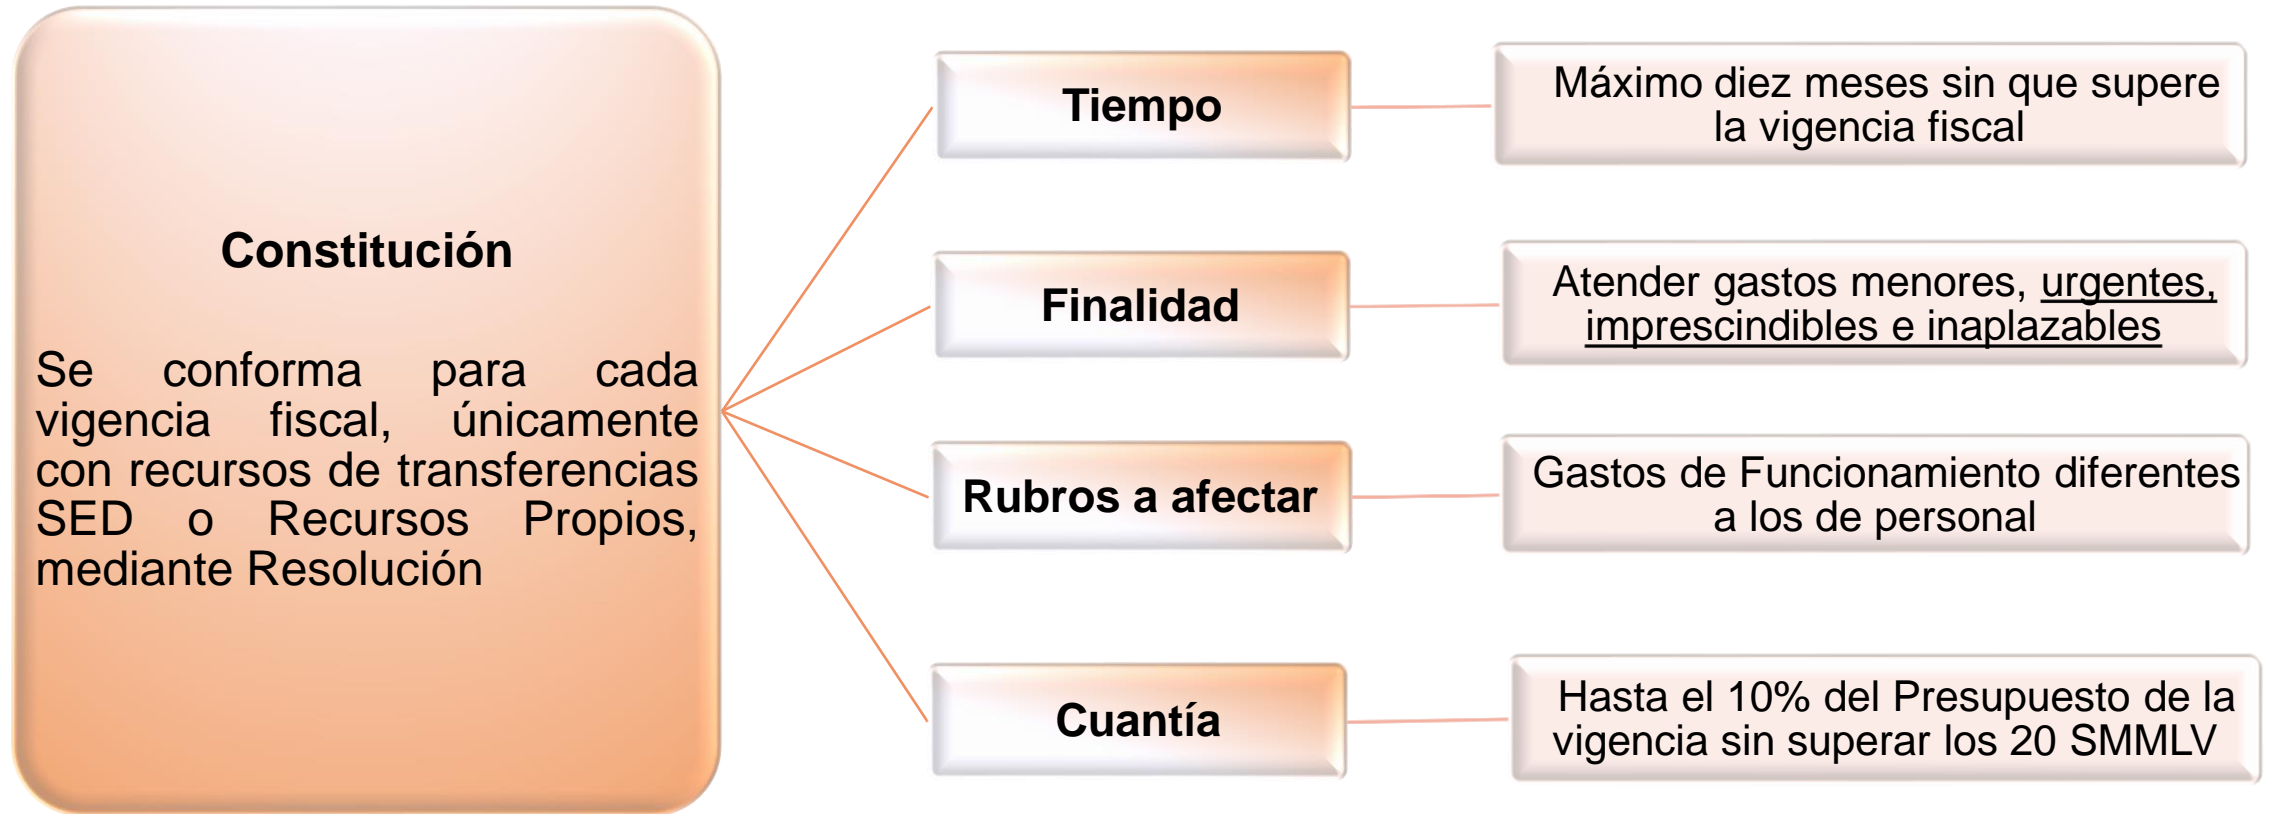 Constitución
Se conforma para cada
vigencia fiscal, únicamente
con recursos de transferencias
SED o Recursos Propios,
mediante Resolución
Tiempo
Máximo diez meses sin que supere
la vigencia fiscal
Finalidad
Atender gastos menores, urgentes,
imprescindibles e inaplazables
Rubros a afectar
Gastos de Funcionamiento diferentes
a los de personal
Cuantía
Hasta el 10% del Presupuesto de la
vigencia sin superar los 20 SMMLV